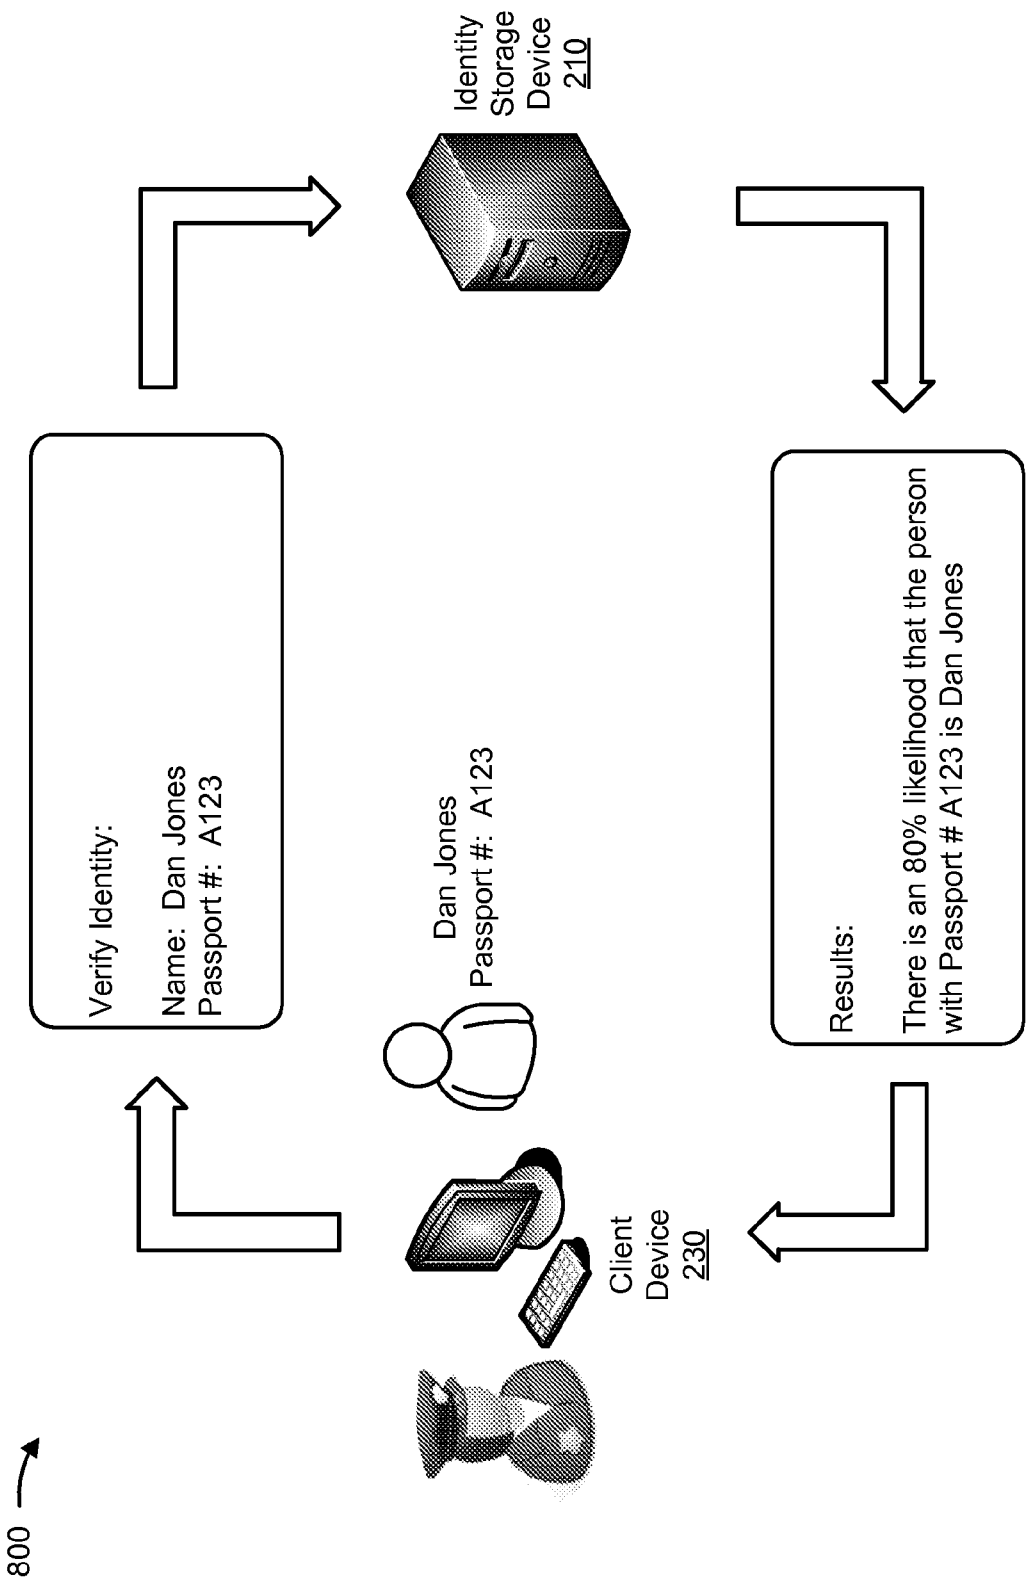 800
Verify Identity:
Name: Dan Jones
Passport #: A123
Dan Jones
Passport #: A123
Client
Device
230
Identity
Storage
Device
210
Results:
There is an 80% likelihood that the person
with Passport # A123 is Dan Jones